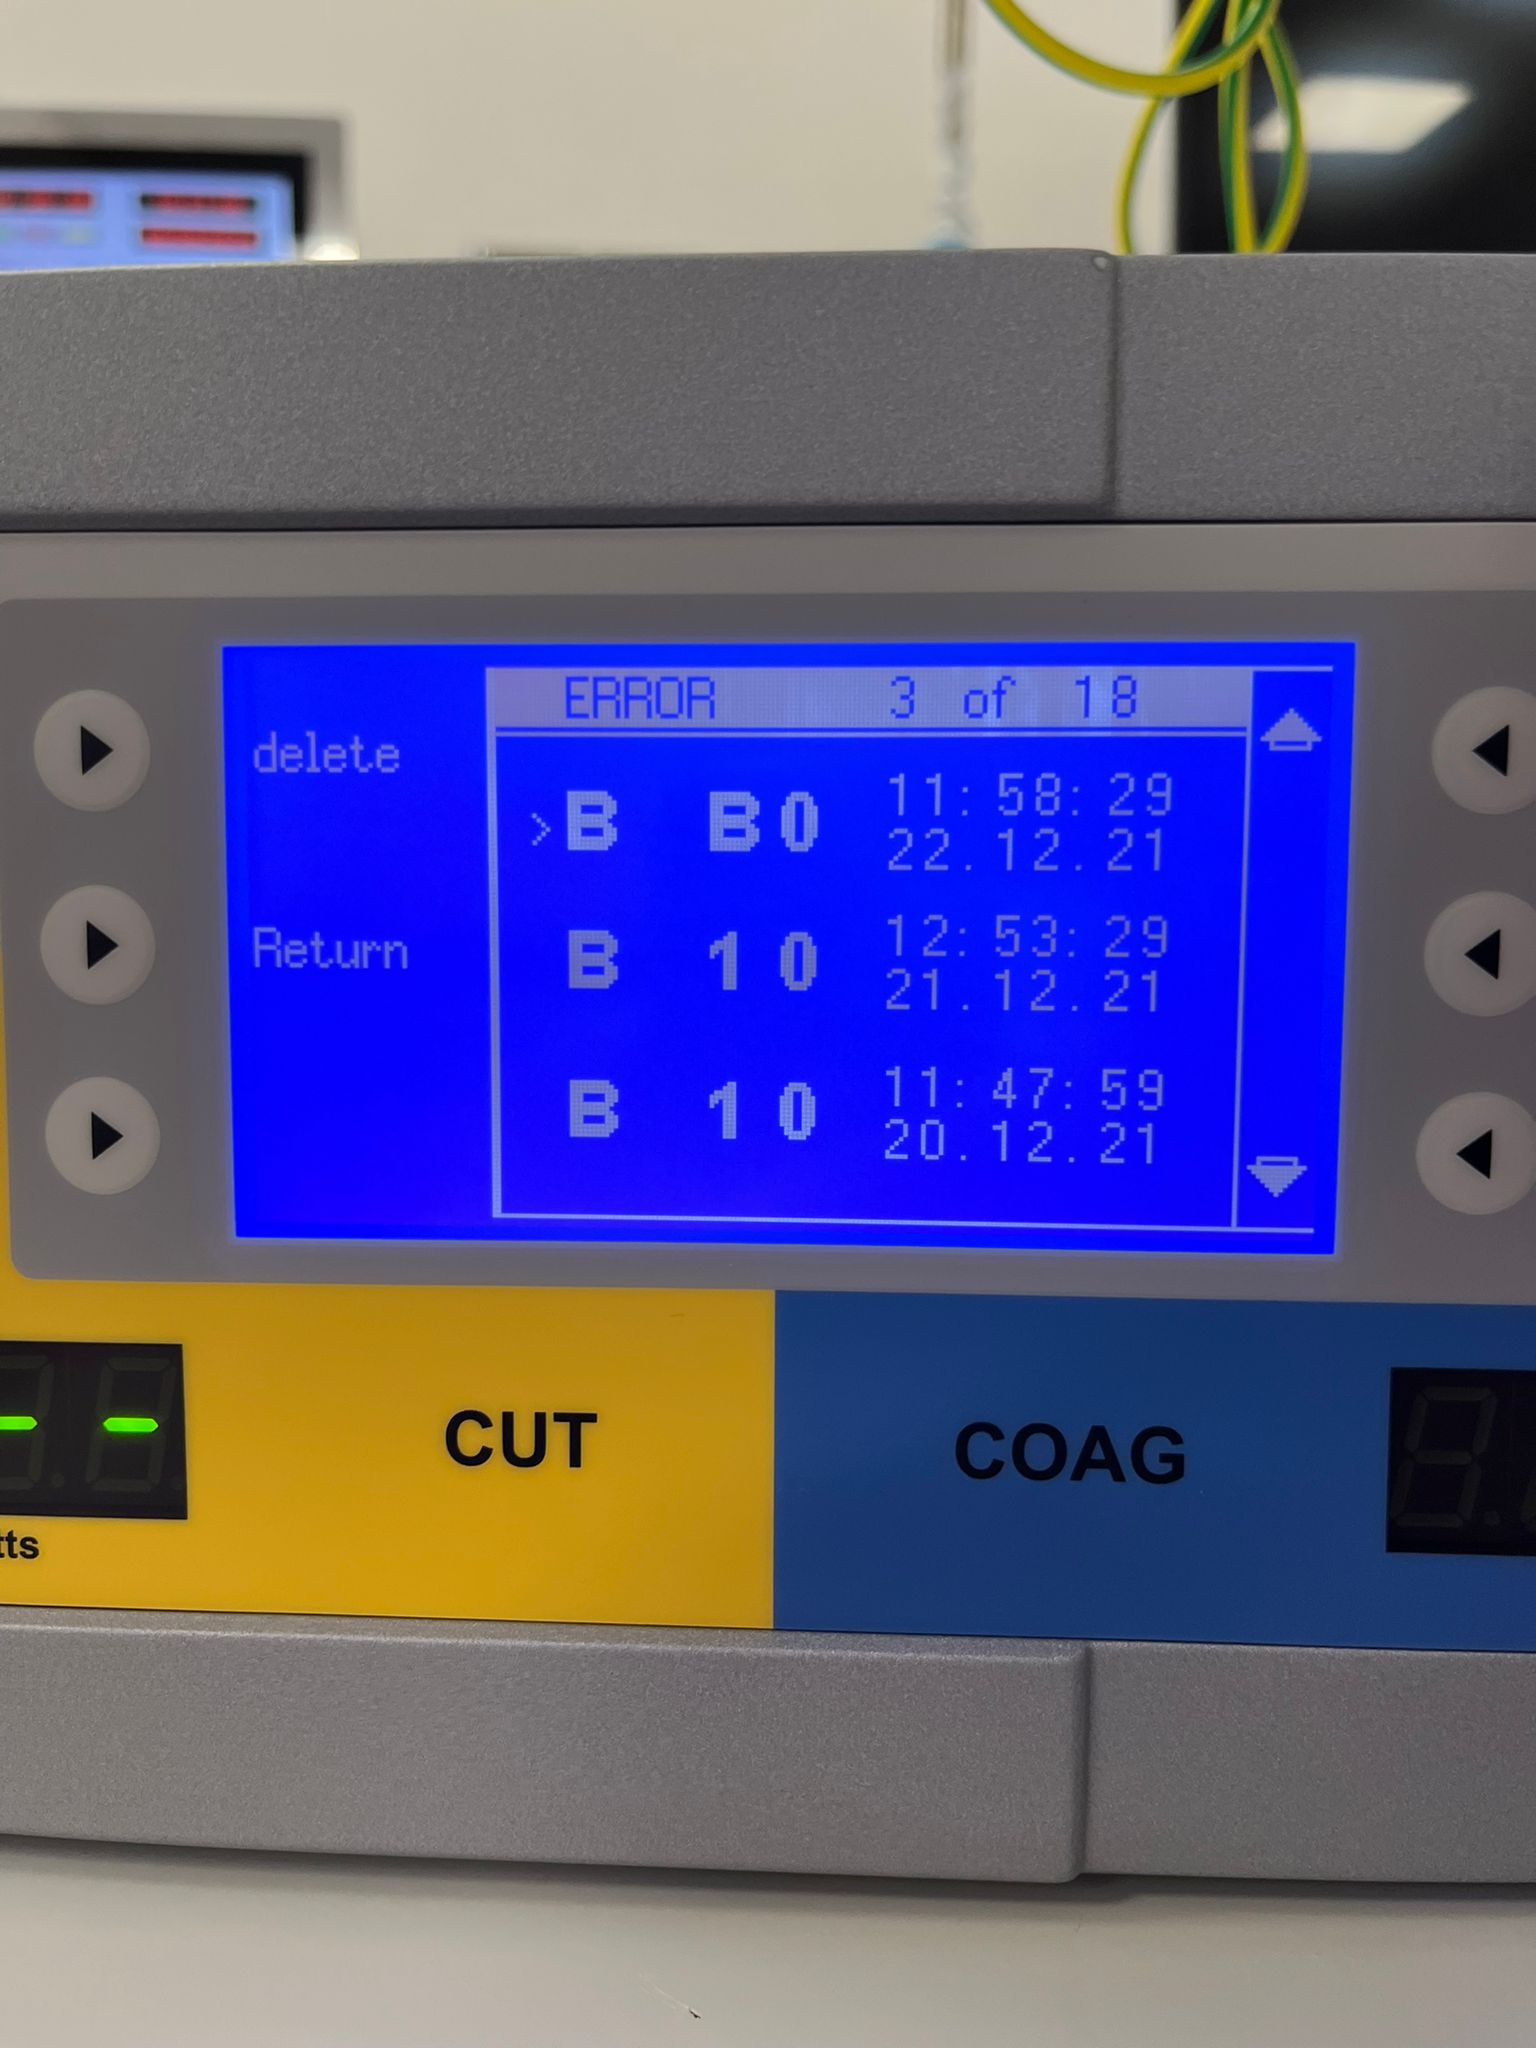 ERROR 3 of 18
delete
>B B0 11:58:29
22.12.21
Return
B 10 12:53:29
21.12.21
B 10 11:47:59
20.12.21
CUT
COAG
tts